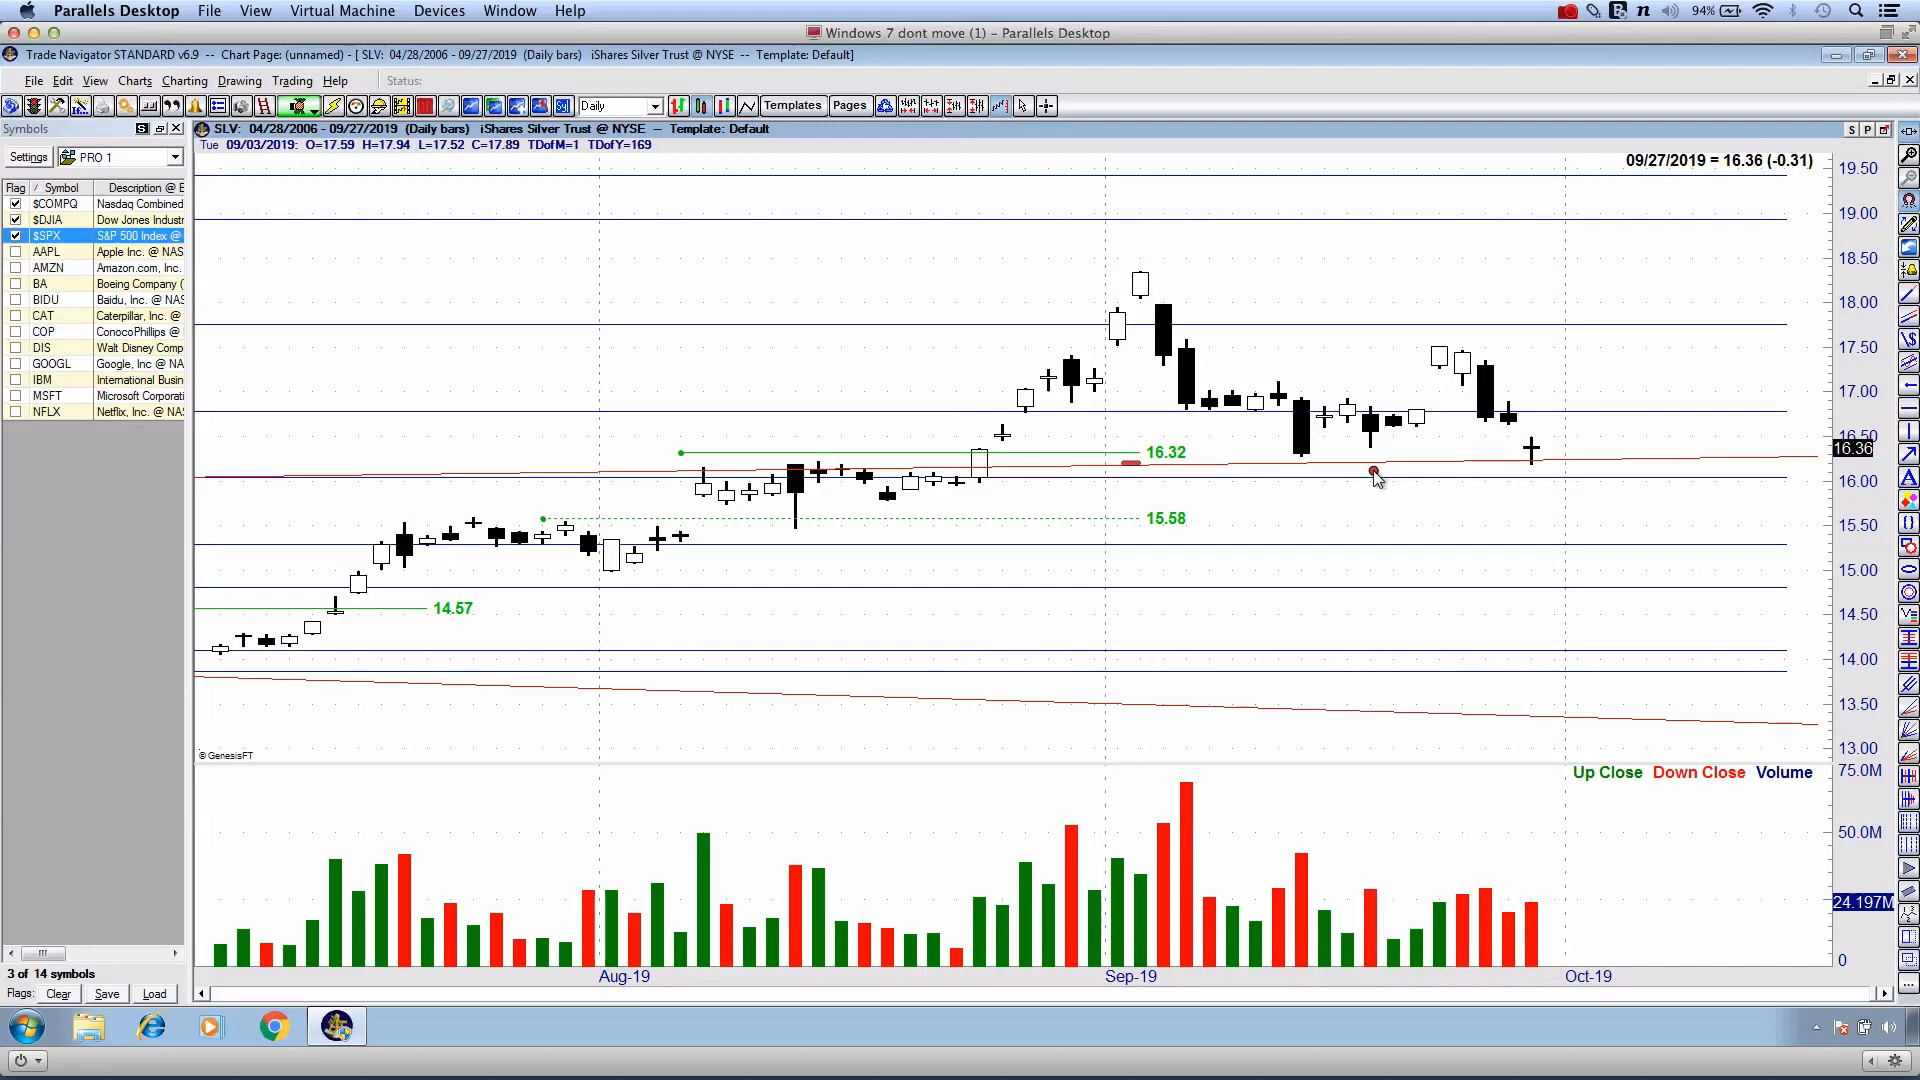 Parallels Desktop File View Virtual Machine Devices Window Help 94%
Windows 7 dont move (1) - Parallels Desktop
Trade Navigator STANDARD v6.9 -- Chart Page: (unnamed) - [ SLV: 04/28/2006 - 09/27/2019 (Daily bars) iShares Silver Trust @ NYSE -- Template: Default]
File Edit View Charts Charting Drawing Trading Help Status:
Daily Templates Pages
Symbols S
SLV: 04/28/2006 - 09/27/2019 (Daily bars) iShares Silver Trust @ NYSE -- Template: Default S P
Tue 09/03/2019: O=17.59 H=17.94 L=17.52 C=17.89 TDofM=1 TDofY=169
Settings PRO 1
09/27/2019 = 16.36 (-0.31)
Flag Symbol Description @ E
$COMPQ Nasdaq Combined
$DJIA Dow Jones Industr
$SPX S&P 500 Index @
AAPL Apple Inc. @ NAS
AMZN Amazon.com, Inc.
BA Boeing Company (
BIDU Baidu, Inc. @ NAS
CAT Caterpillar, Inc. @
COP ConocoPhillips @
DIS Walt Disney Comp
GOOGL Google, Inc @ NA
IBM International Busin
MSFT Microsoft Corporati
NFLX Netflix, Inc. @ NAS
19.50
19.00
18.50
18.00
17.50
17.00
16.50
16.36
16.00
15.50
15.00
14.50
14.00
13.50
13.00
16.32
15.58
14.57
© GenesisFT
Up Close Down Close Volume
75.0M
50.0M
24.197M
0
Aug-19 Sep-19 Oct-19
3 of 14 symbols
Flags: Clear Save Load